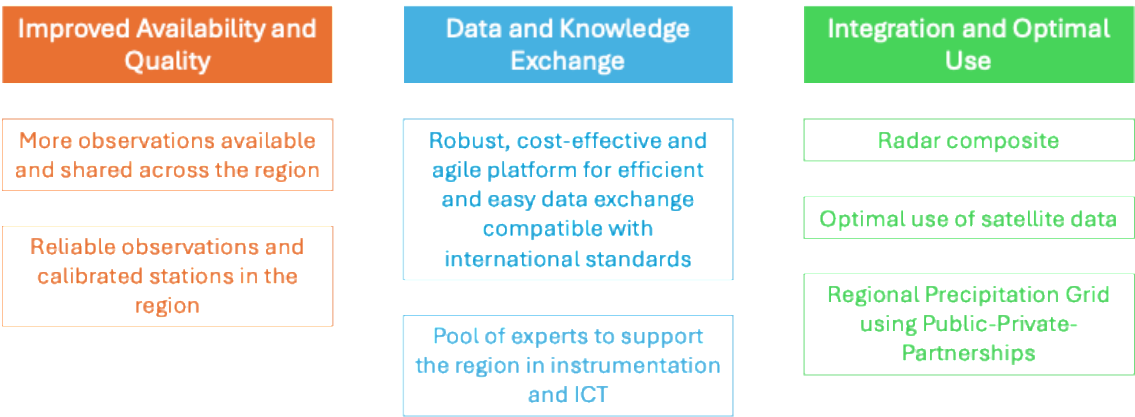 Improved Availability and
Quality
More observations available
and shared across the region
Reliable observations and
calibrated stations in the
region
Data and Knowledge
Exchange
Robust, cost-effective and
agile platform for efficient
and easy data exchange
compatible with
international standards
Pool of experts to support
the region in instrumentation
and ICT
Integration and Optimal
Use
Radar composite
Optimal use of satellite data
Regional Precipitation Grid
using Public-Private-
Partnerships